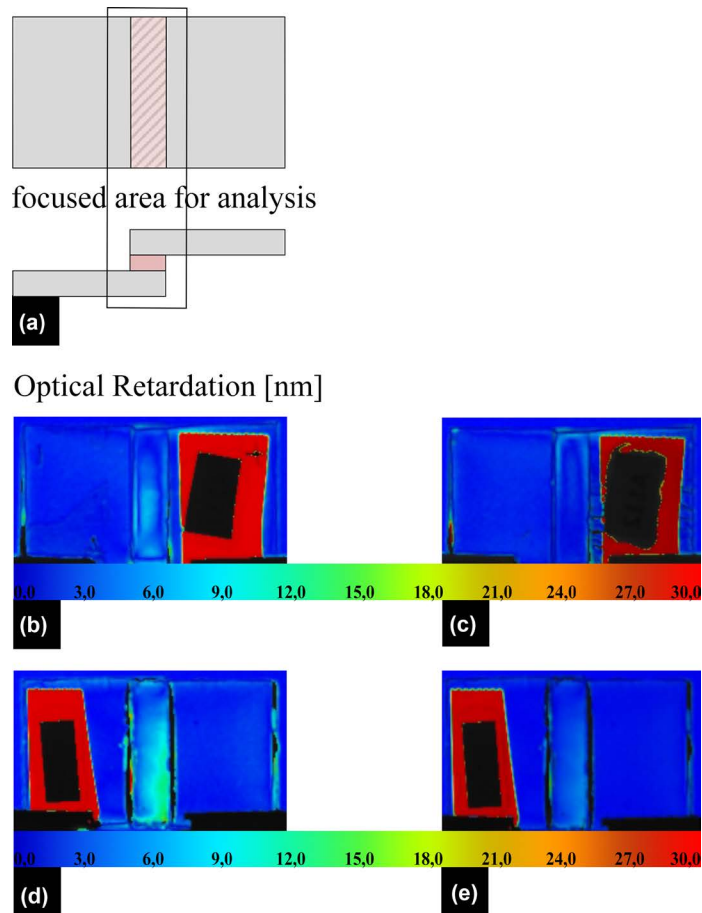 focused area for analysis
(a)
Optical Retardation [nm]
0,0 3,0 6,0 9,0 12,0 15,0 18,0 21,0 24,0 27,0 30,0
(b) (c)
0,0 3,0 6,0 9,0 12,0 15,0 18,0 21,0 24,0 27,0 30,0
(d) (e)